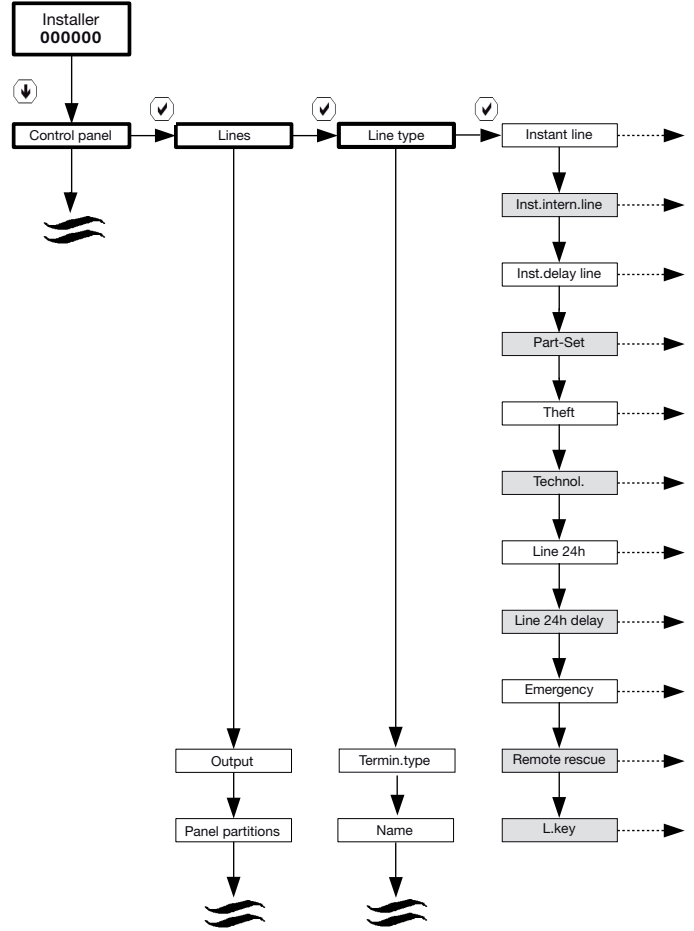 Installer
000000
Control panel
Lines
Line type
Instant line
Inst.intern.line
Inst.delay line
Part-Set
Theft
Technol.
Line 24h
Line 24h delay
Emergency
Output
Termin.type
Remote rescue
Panel partitions
Name
L.key